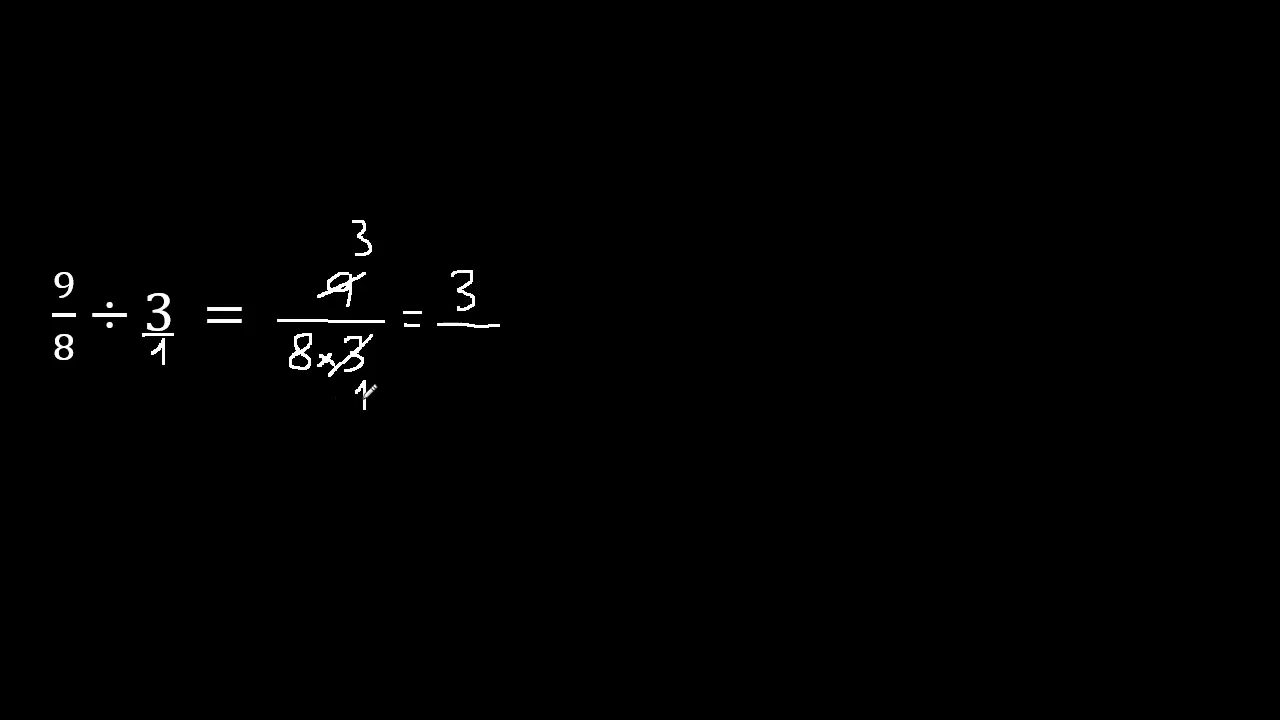 9/8 ÷ 3/1 = 9/(8×3) = 3/
3
1